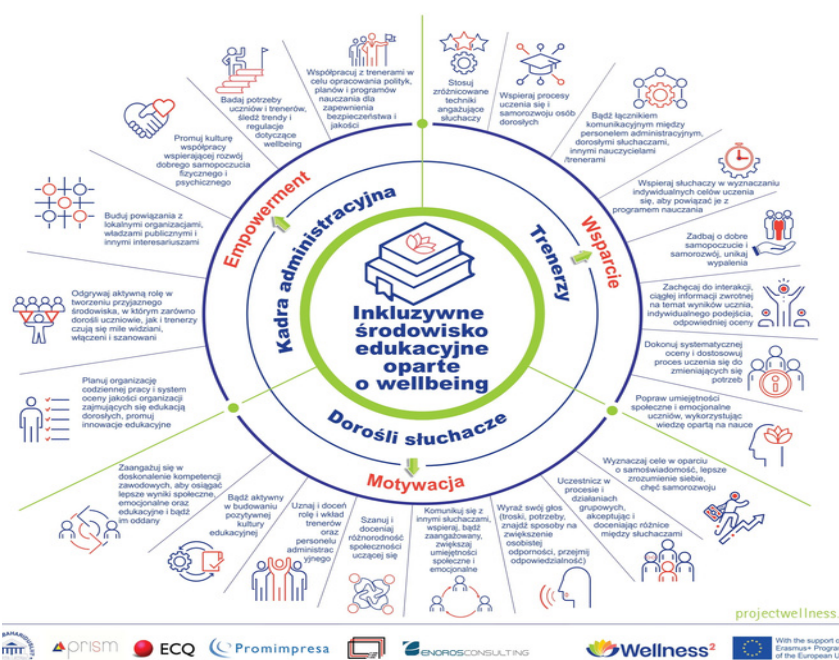 Inkluzywne
środowisko
edukacyjne
oparte
o wellbeing
Kadra administracyjna
Trenerzy
Dorośli słuchacze
Empowerment
Wsparcie
Motywacja
Stosuj
zróżnicowane
techniki
angażujące
słuchaczy
Wspieraj procesy
uczenia się i
samorozwoju osób
dorosłych
Bądź łącznikiem
komunikacyjnym między
personelem administracyjnym,
dorosłymi słuchaczami,
innymi nauczycielami
/trenerami
Wspieraj słuchaczy w wyznaczaniu
indywidualnych celów uczenia
się, aby powiązać je z
programem nauczania
Zadbaj o dobre
samopoczucie i
samorozwój, unikaj
wypalenia
Zachęcaj do interakcji,
ciągłej informacji zwrotnej
na temat wyników ucznia,
indywidualnego podejścia,
odpowiedniej oceny
Dokonuj systematycznej
oceny i dostosowuj
proces uczenia się do
zmieniających się
potrzeb
Popraw umiejętności
społeczne i emocjonalne
uczniów, wykorzystując
wiedzę opartą na nauce
Wyznaczaj cele w oparciu
o samoświadomość, lepsze
zrozumienie siebie,
chęć samorozwoju
Uczestnicz w
procesie i
działaniach
grupowych,
akceptując i
doceniając różnice
między słuchaczami
Wyraź swój głos
(troski, potrzeby,
znajdź sposoby na
zwiększenie
osobistej
odporności, przejmij
odpowiedzialność)
Komunikuj się z
innymi słuchaczami,
wspieraj, bądź
zaangażowany,
zwiększaj
umiejętności
społeczne i
emocjonalne
Szanuj i
doceniaj
różnorodność
społeczności
uczącej się
Uznaj i doceń
rolę i wkład
trenerów
oraz
personelu
administrac
yjnego
Bądź aktywny
w budowaniu
pozytywnej
kultury
edukacyjnej
Zaangażuj się w
doskonalenie kompetencji
zawodowych, aby osiągać
lepsze wyniki społeczne,
emocjonalne oraz
edukacyjne i bądź
im oddany
Planuj organizację
codziennej pracy i system
oceny jakości organizacji
zajmujących się edukacją
dorosłych, promuj
innowacje edukacyjne
Odgrywaj aktywną rolę w
tworzeniu przyjaznego
środowiska, w którym zarówno
dorośli uczniowie, jak i trenerzy
czują się mile widziani,
włączeni i szanowani
Buduj powiązania z
lokalnymi organizacjami,
władzami publicznymi i
innymi interesariuszami
Promuj kulturę
współpracy
wspierającej rozwój
dobrego samopoczucia
fizycznego i
psychicznego
Badaj potrzeby
uczniów i trenerów,
śledź trendy i
regulacje
dotyczące
wellbeing
Współpracuj z trenerami w
celu opracowania polityk,
planów i programów
nauczania dla
zapewnienia
bezpieczeństwa i
jakości
projectwellness.
prism
ECQ
Promimpresa
ENOROSCONSULTING
Wellness²
With the support o
Erasmus+ Progra
of the European U